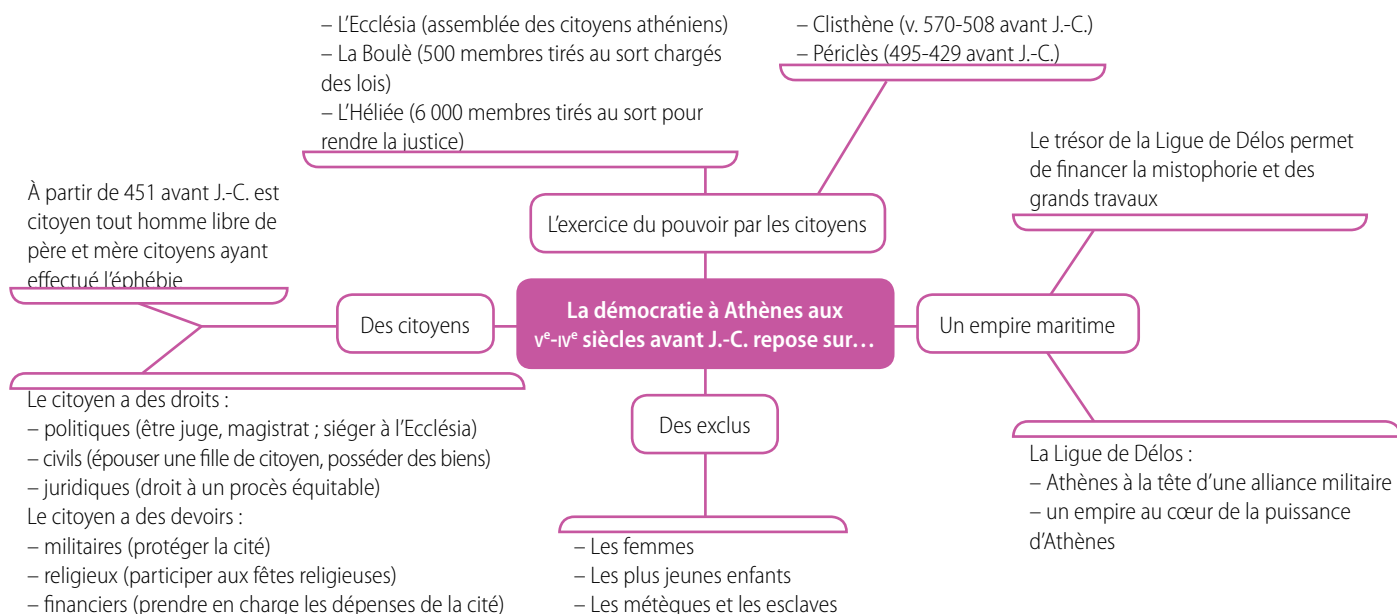 – L'Ecclésia (assemblée des citoyens athéniens)
– La Boulè (500 membres tirés au sort chargés
des lois)
– L'Héliée (6 000 membres tirés au sort pour
rendre la justice)
– Clisthène (v. 570-508 avant J.-C.)
– Périclès (495-429 avant J.-C.)
Le trésor de la Ligue de Délos permet
de financer la mistophorie et des
grands travaux
À partir de 451 avant J.-C. est
citoyen tout homme libre de
père et mère citoyens ayant
effectué l'éphébie
L'exercice du pouvoir par les citoyens
Des citoyens
La démocratie à Athènes aux
Vᵉ-IVᵉ siècles avant J.-C. repose sur…
Un empire maritime
Des exclus
Le citoyen a des droits :
– politiques (être juge, magistrat ; siéger à l'Ecclésia)
– civils (épouser une fille de citoyen, posséder des biens)
– juridiques (droit à un procès équitable)
Le citoyen a des devoirs :
– militaires (protéger la cité)
– religieux (participer aux fêtes religieuses)
– financiers (prendre en charge les dépenses de la cité)
– Les femmes
– Les plus jeunes enfants
– Les métèques et les esclaves
La Ligue de Délos :
– Athènes à la tête d'une alliance militaire
– un empire au cœur de la puissance
d'Athènes